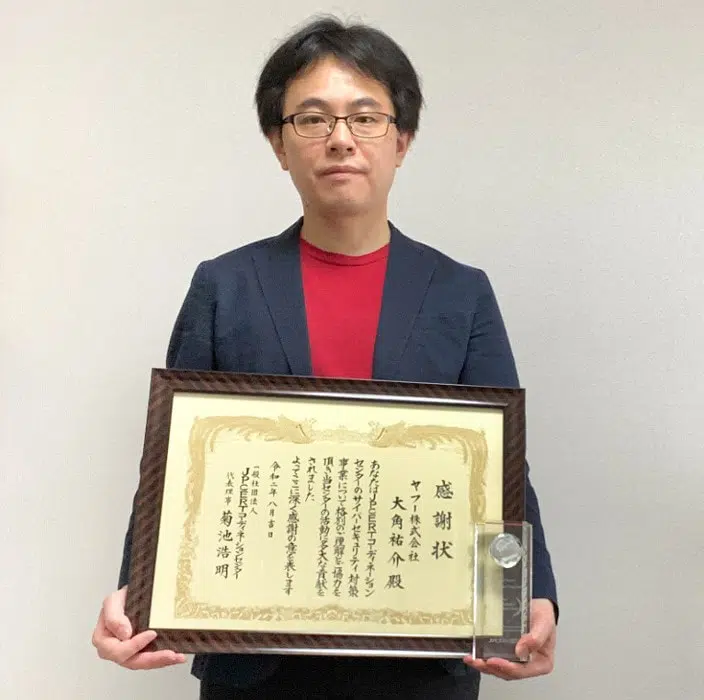 感謝状
ヤフー株式会社
大角祐介殿
あなたはJPCERTコーディネーション
センターのサイバーセキュリティ対策
事業について格別のご理解とご協力を
頂き当センターの活動に多大な貢献を
されました
よってここに深く感謝の意を表します
令和二年八月吉日
一般社団法人
JPCERTコーディネーションセンター
代表理事 菊池浩明